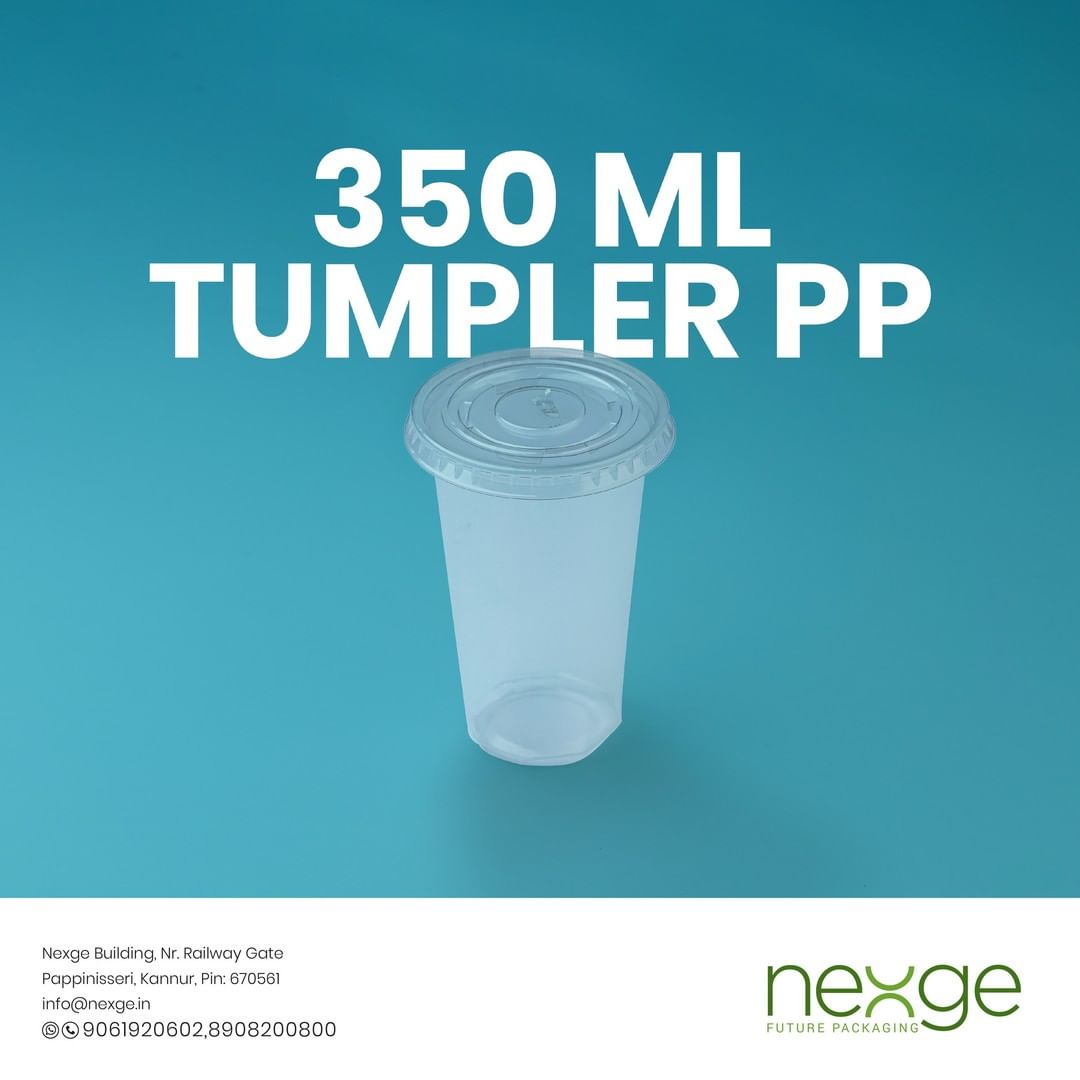 350 ML
TUMPLER PP
Nexge Building, Nr. Railway Gate
Pappinisseri, Kannur, Pin: 670561
info@nexge.in
9061920602,8908200800
nexge
FUTURE PACKAGING